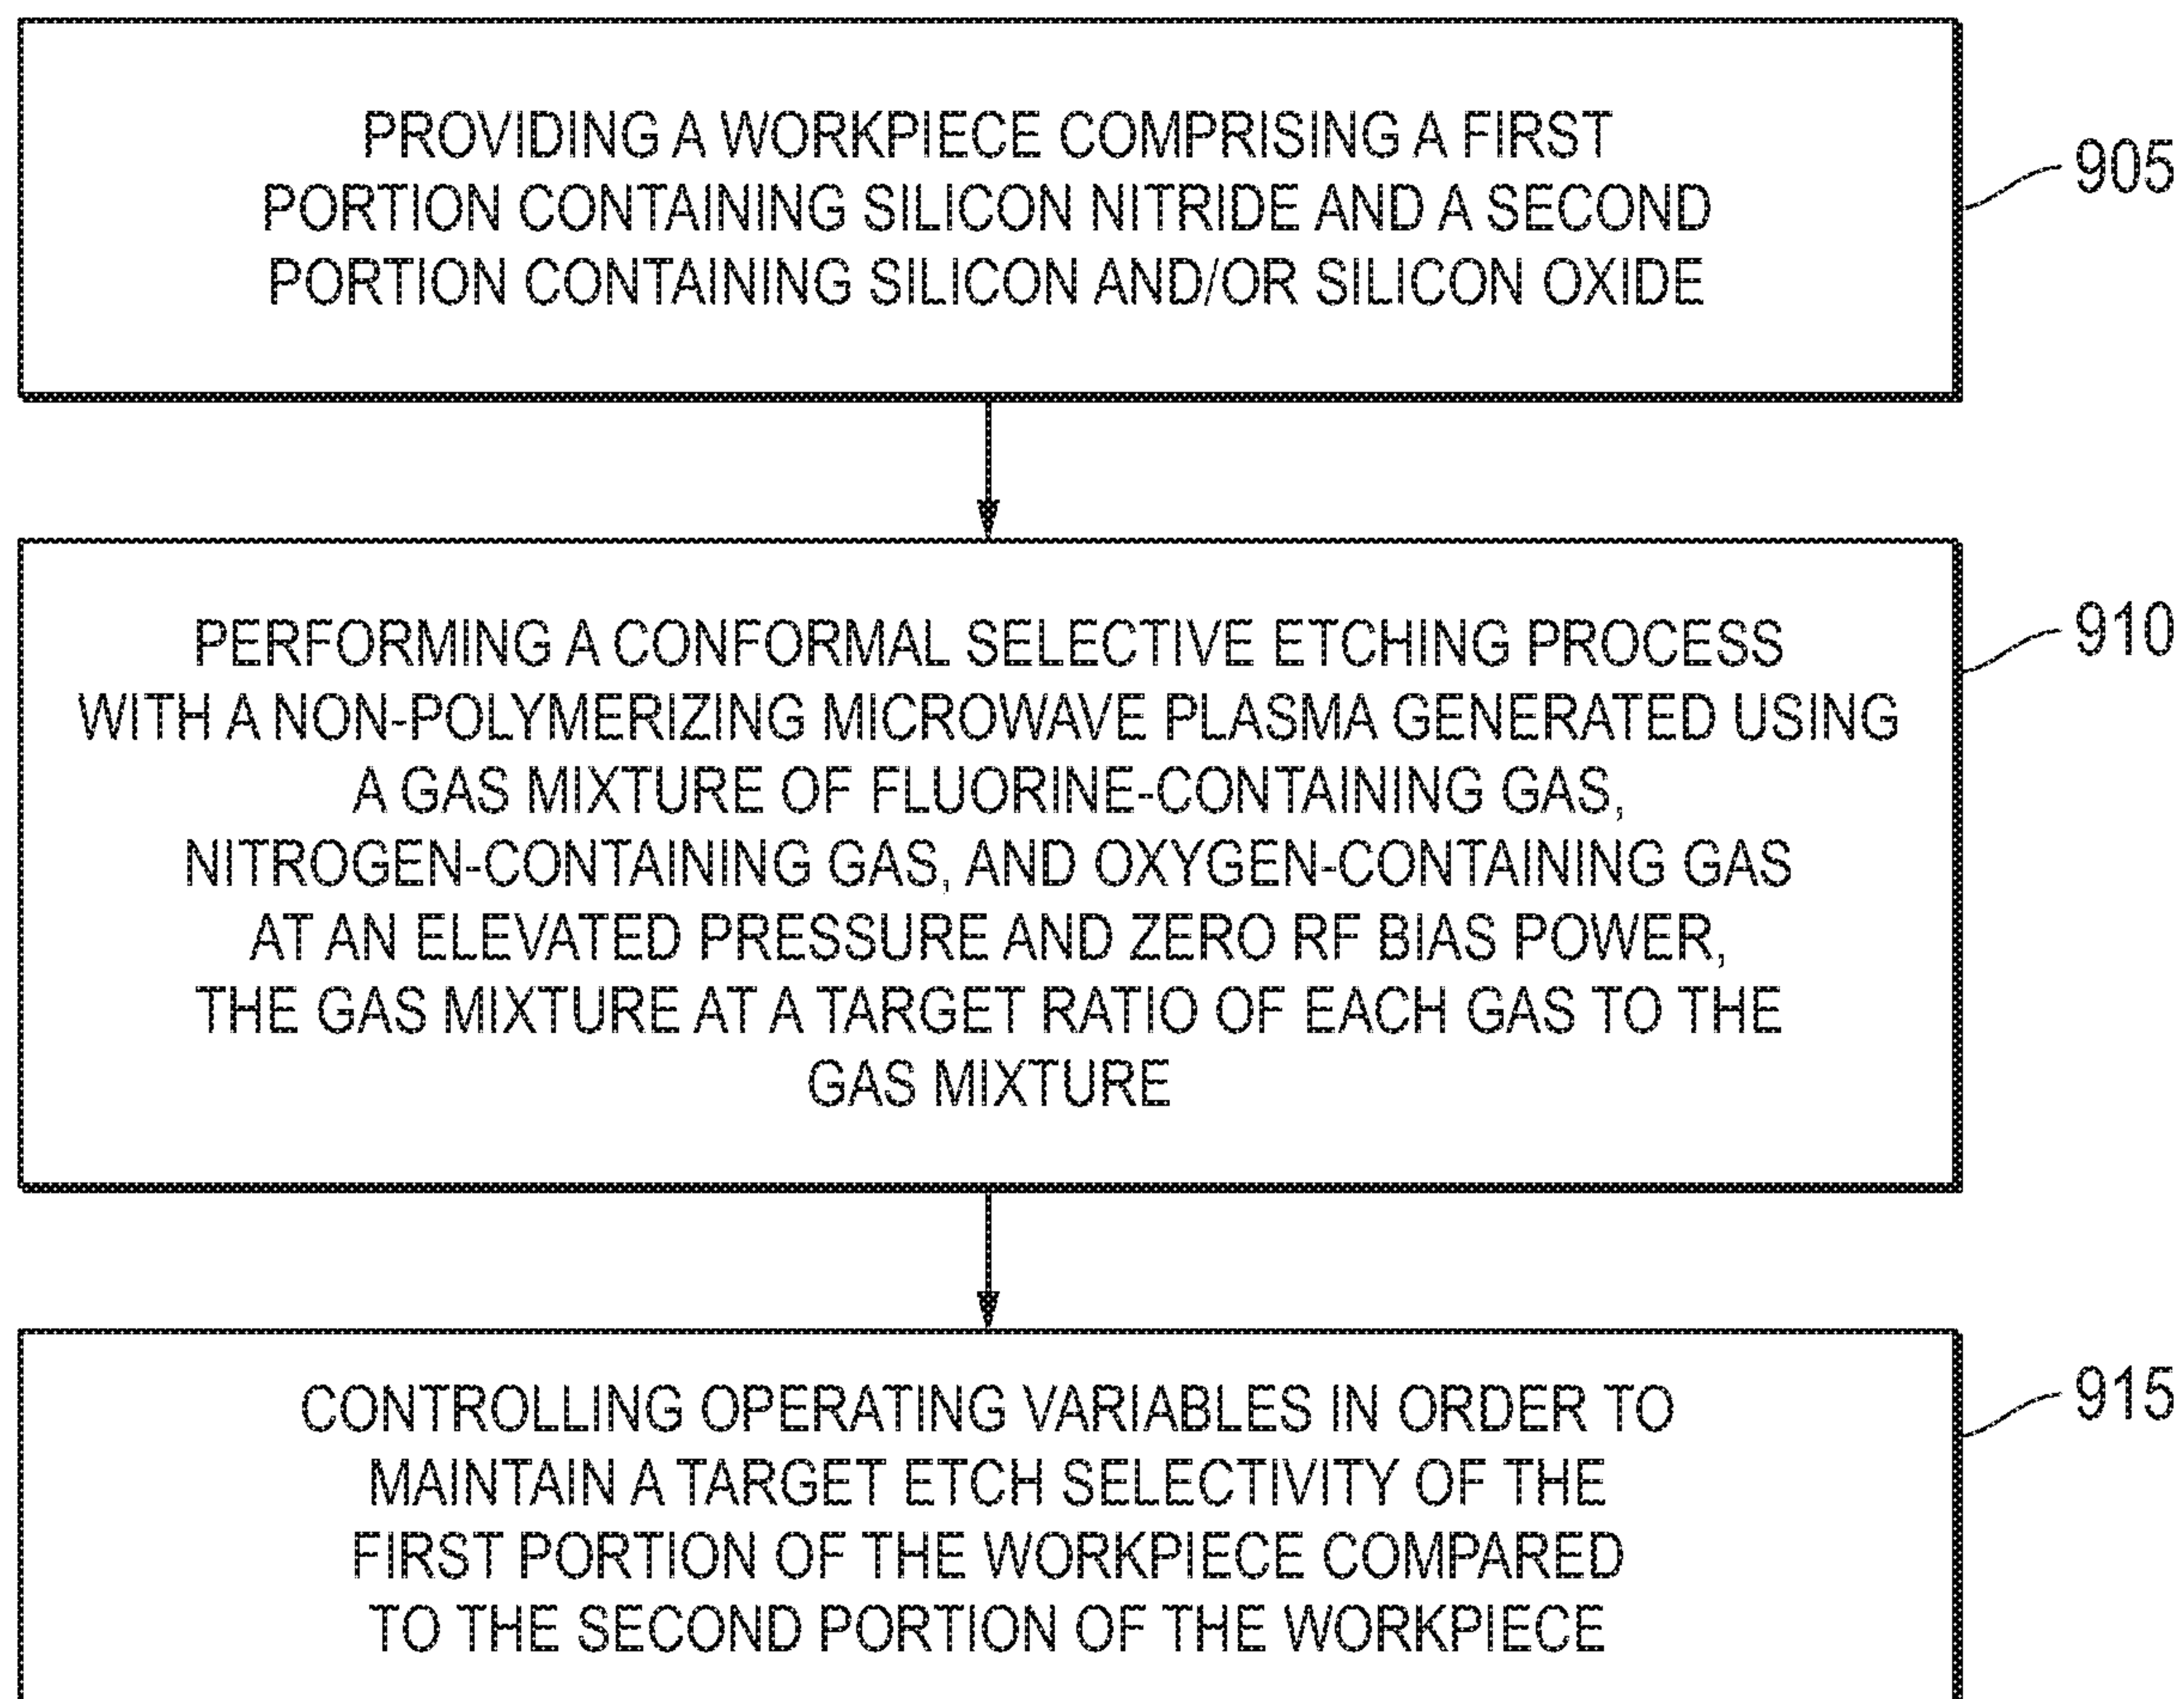 PROVIDING A WORKPIECE COMPRISING A FIRST
PORTION CONTAINING SILICON NITRIDE AND A SECOND
PORTION CONTAINING SILICON AND/OR SILICON OXIDE
905
PERFORMING A CONFORMAL SELECTIVE ETCHING PROCESS
WITH A NON-POLYMERIZING MICROWAVE PLASMA GENERATED USING
A GAS MIXTURE OF FLUORINE-CONTAINING GAS,
NITROGEN-CONTAINING GAS, AND OXYGEN-CONTAINING GAS
AT AN ELEVATED PRESSURE AND ZERO RF BIAS POWER,
THE GAS MIXTURE AT A TARGET RATIO OF EACH GAS TO THE
GAS MIXTURE
910
CONTROLLING OPERATING VARIABLES IN ORDER TO
MAINTAIN A TARGET ETCH SELECTIVITY OF THE
FIRST PORTION OF THE WORKPIECE COMPARED
TO THE SECOND PORTION OF THE WORKPIECE
915